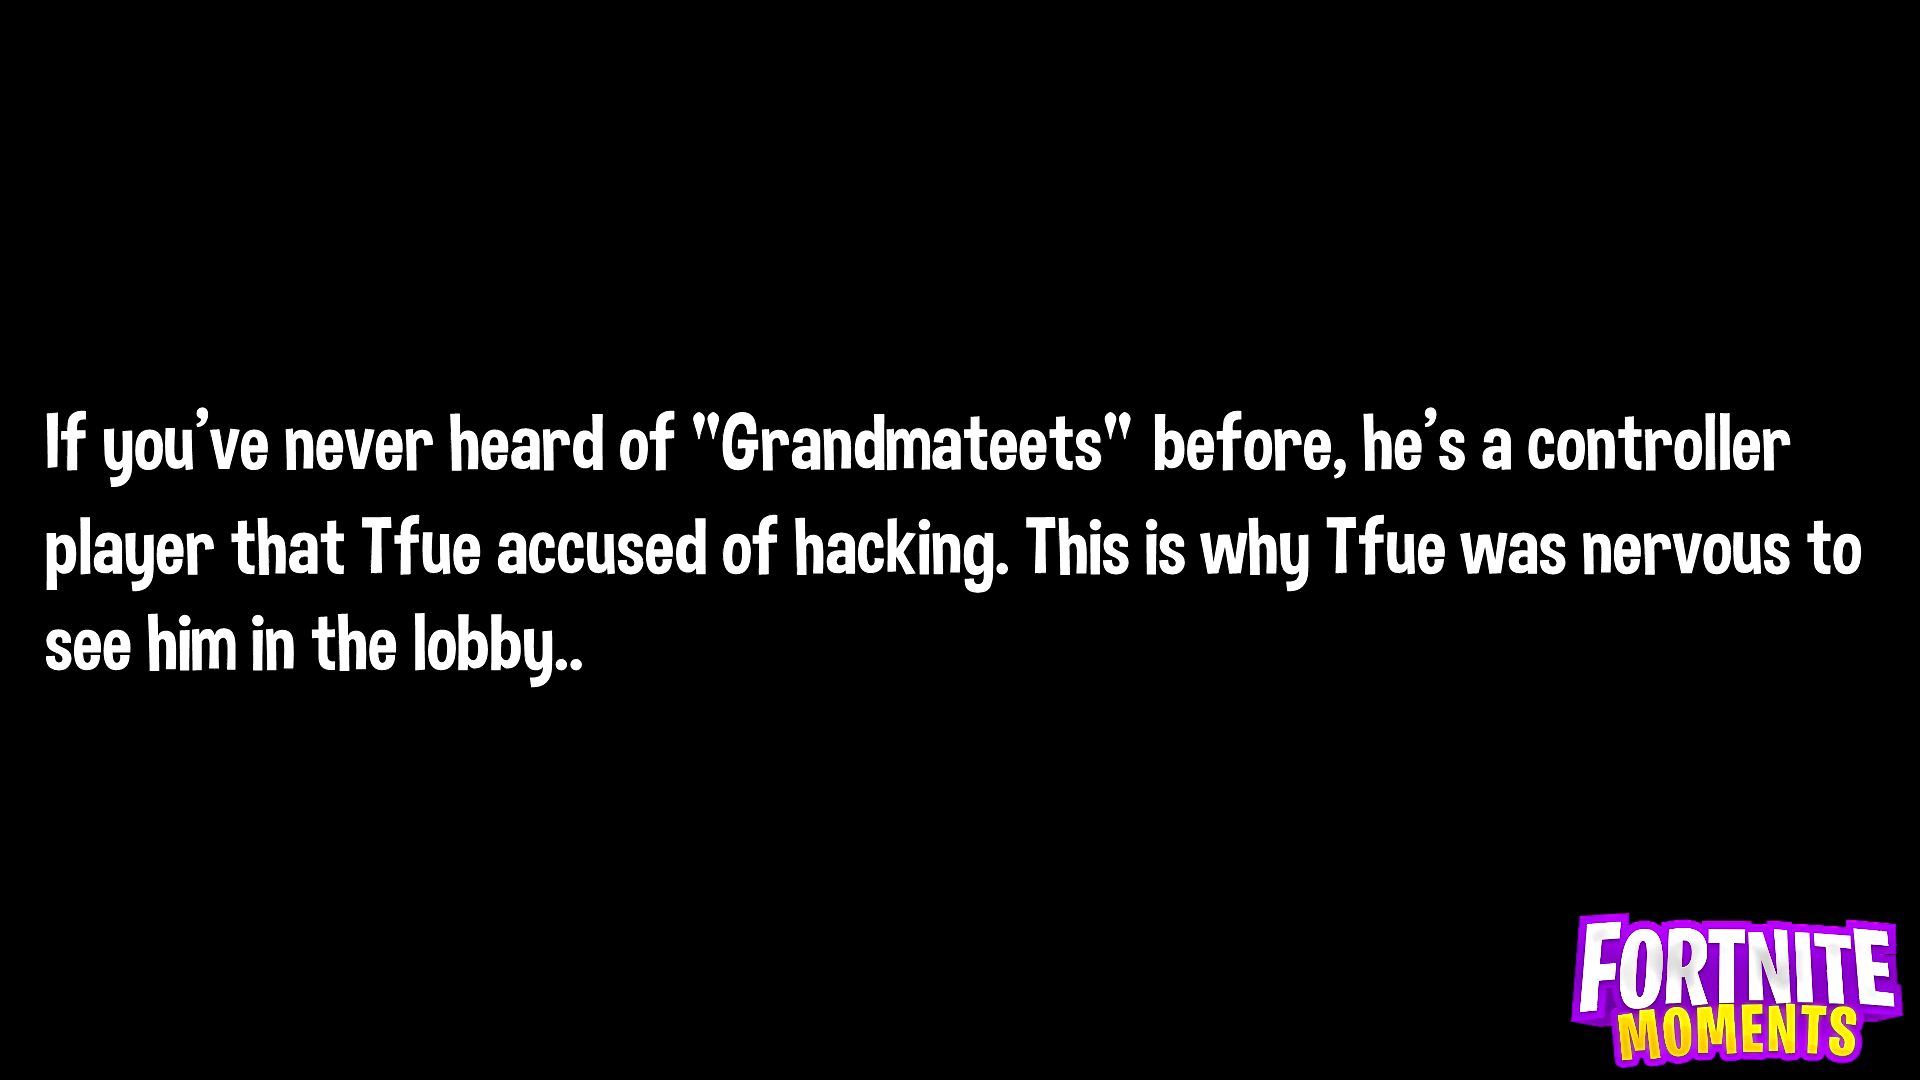 If you’ve never heard of "Grandmateets" before, he’s a controller
player that Tfue accused of hacking. This is why Tfue was nervous to
see him in the lobby..
FORTNITE
MOMENTS